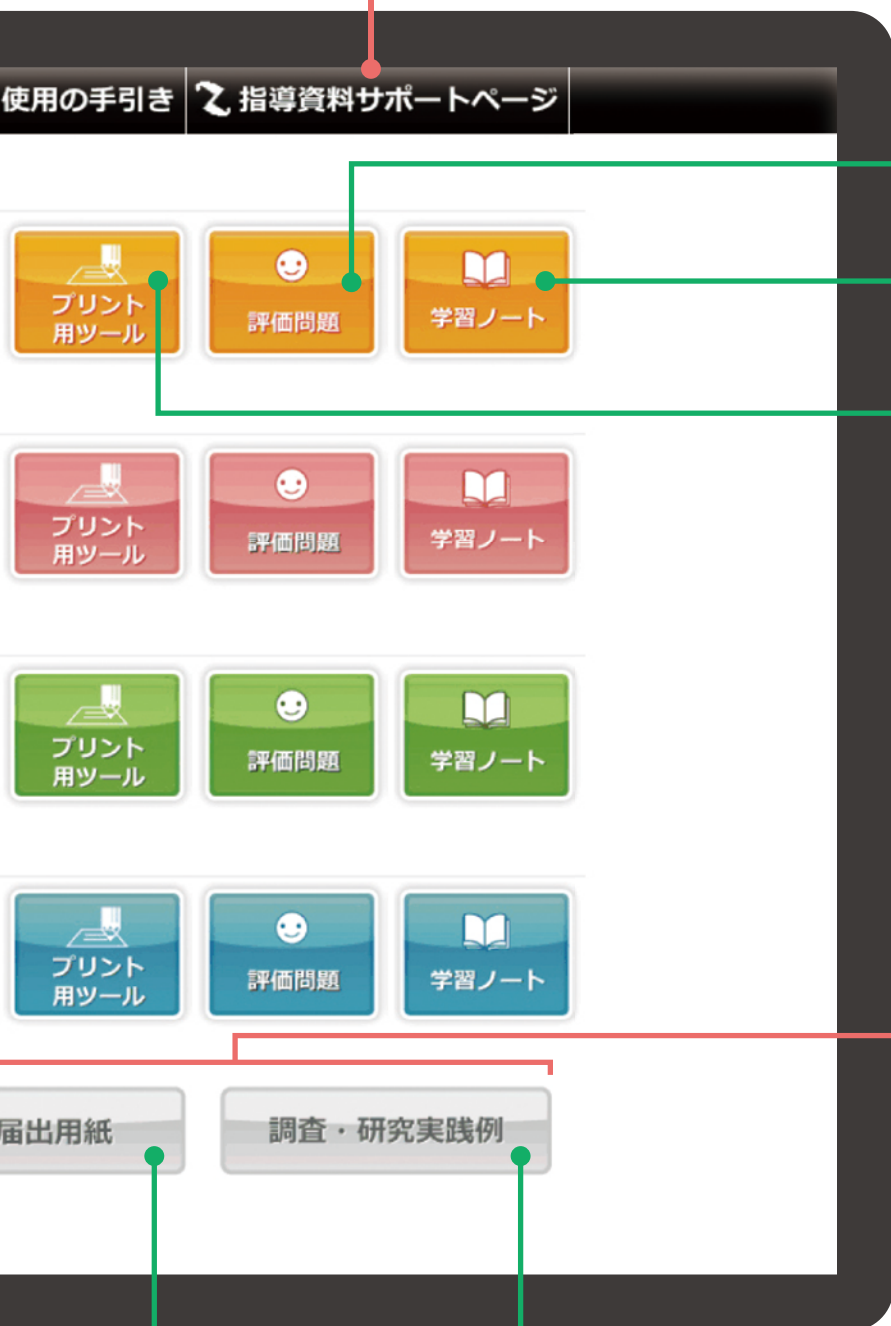 使用の手引き 指導資料サポートページ
プリント
用ツール
評価問題
学習ノート
プリント
用ツール
評価問題
学習ノート
プリント
用ツール
評価問題
学習ノート
プリント
用ツール
評価問題
学習ノート
届出用紙 調査・研究実践例